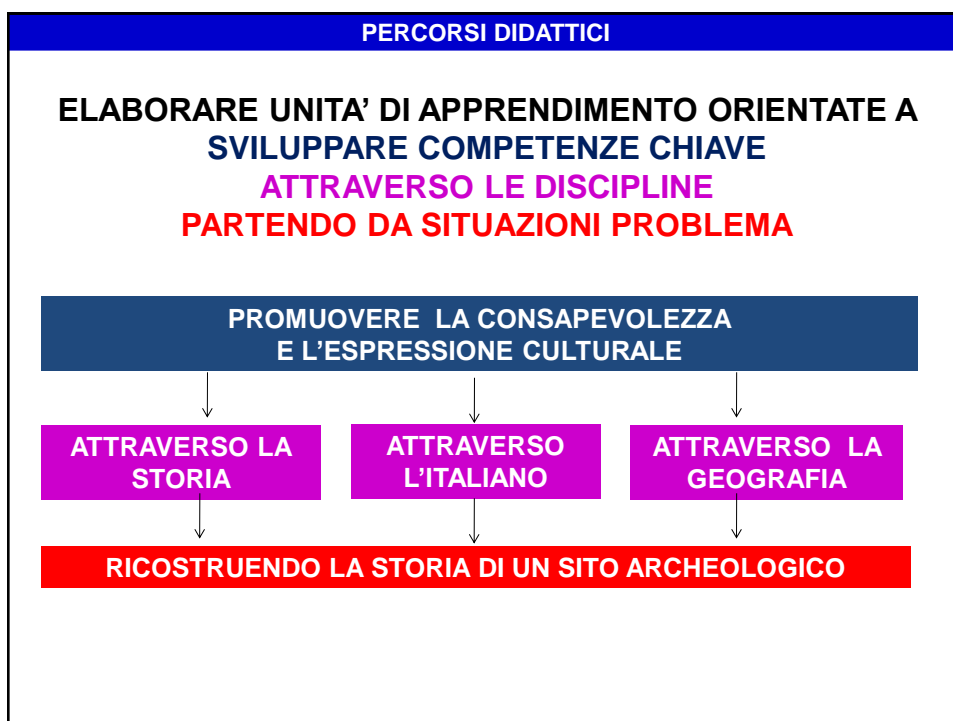 PERCORSI DIDATTICI
ELABORARE UNITA’ DI APPRENDIMENTO ORIENTATE A
SVILUPPARE COMPETENZE CHIAVE
ATTRAVERSO LE DISCIPLINE
PARTENDO DA SITUAZIONI PROBLEMA
PROMUOVERE LA CONSAPEVOLEZZA
E L’ESPRESSIONE CULTURALE
ATTRAVERSO LA
STORIA
ATTRAVERSO
L’ITALIANO
ATTRAVERSO LA
GEOGRAFIA
RICOSTRUENDO LA STORIA DI UN SITO ARCHEOLOGICO